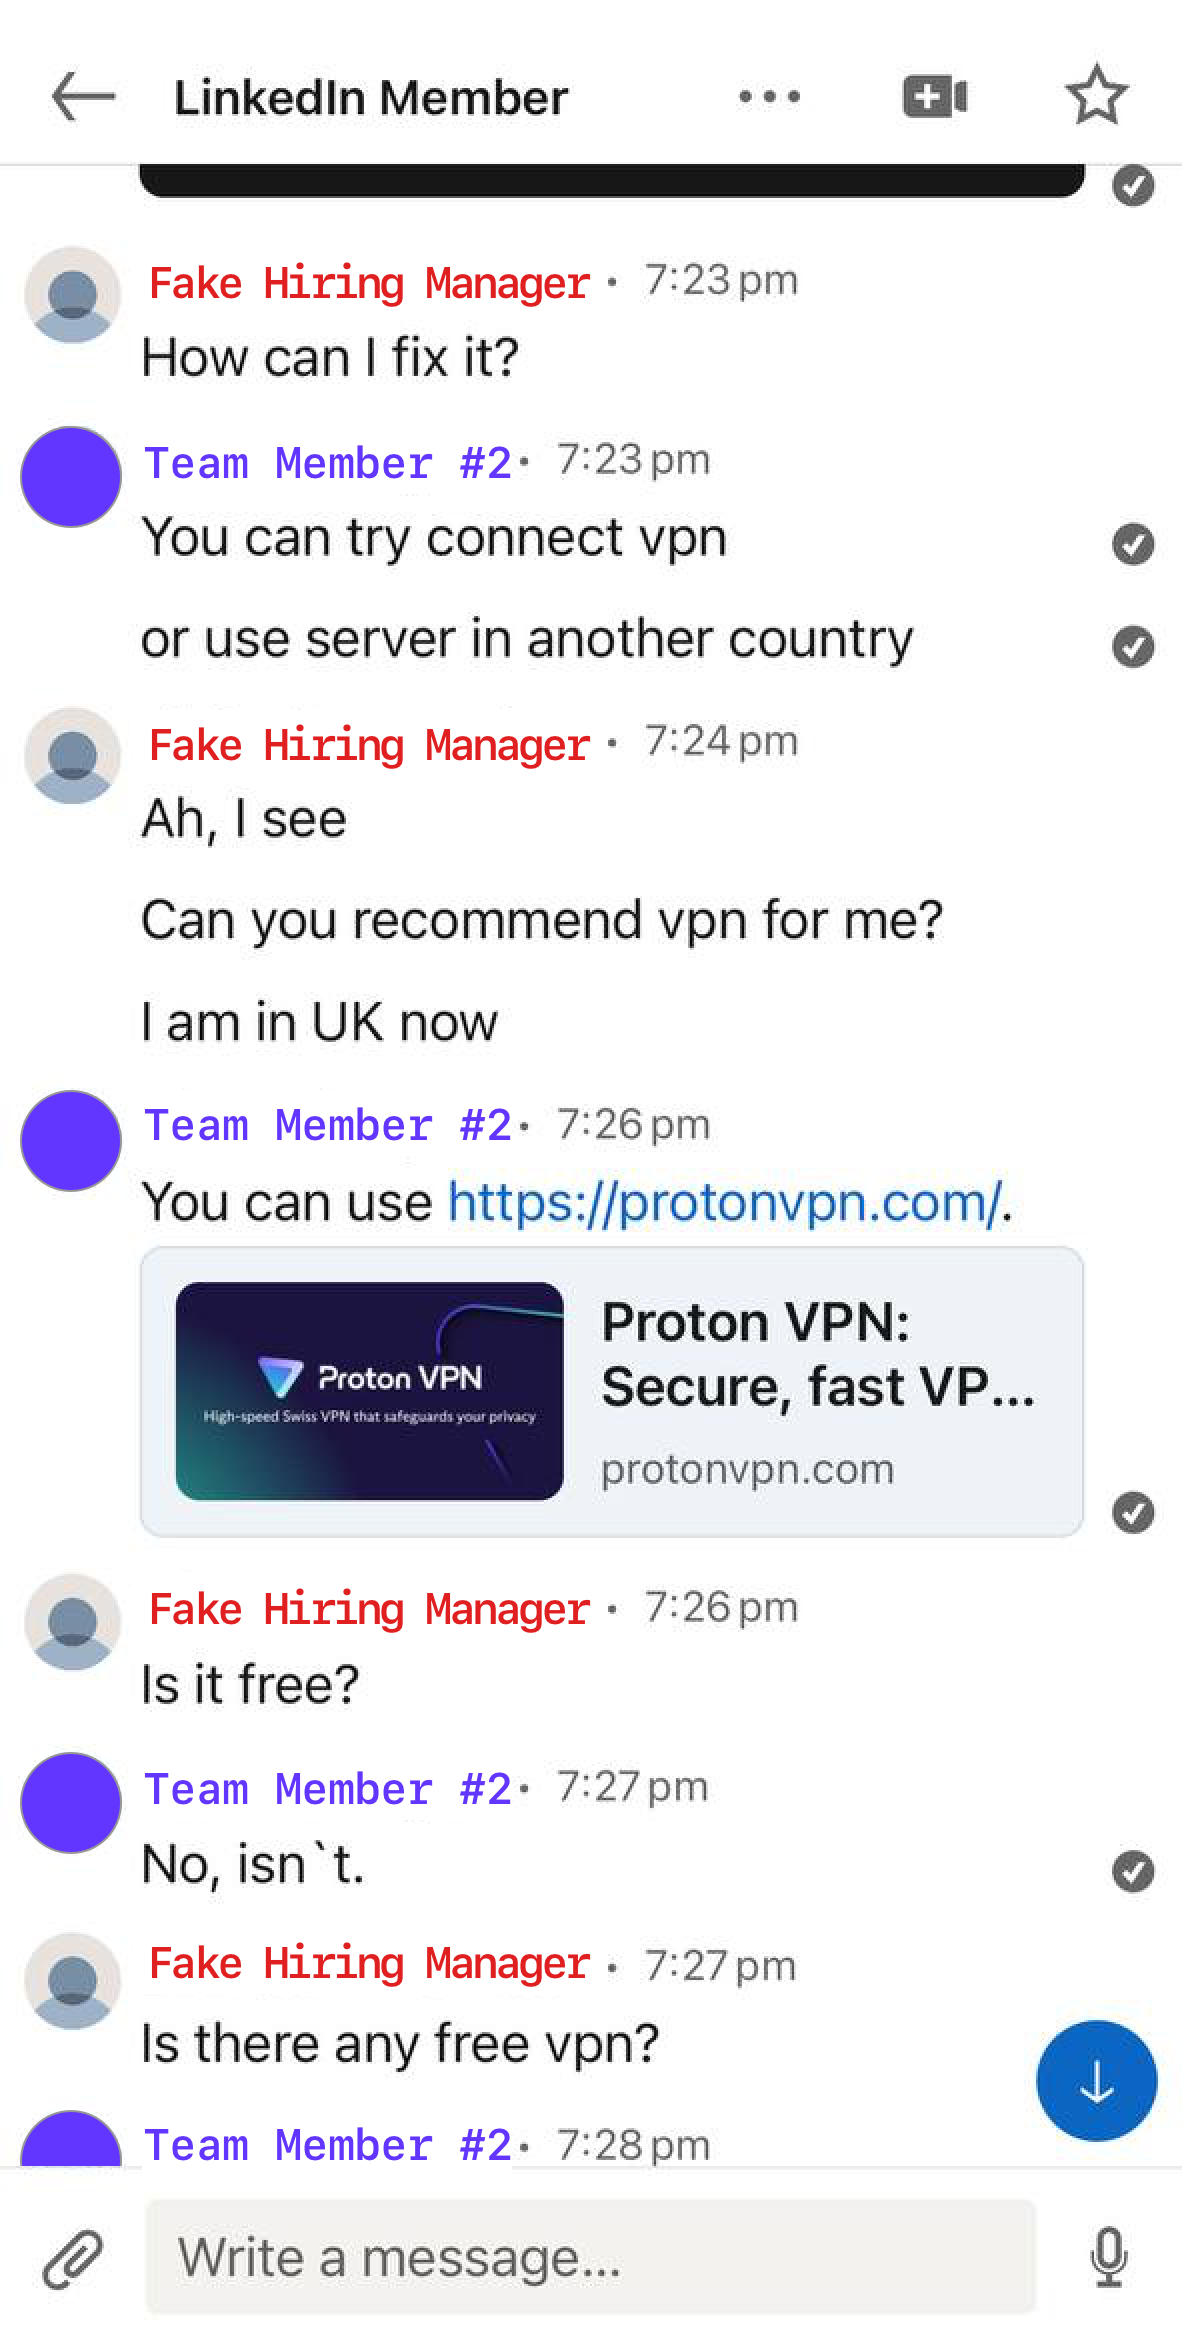 LinkedIn Member
Fake Hiring Manager • 7:23 pm
How can I fix it?
Team Member #2 • 7:23 pm
You can try connect vpn
or use server in another country
Fake Hiring Manager • 7:24 pm
Ah, I see
Can you recommend vpn for me?
I am in UK now
Team Member #2 • 7:26 pm
You can use https://protonvpn.com/.
Proton VPN
High-speed Swiss VPN that safeguards your privacy
Proton VPN:
Secure, fast VP...
protonvpn.com
Fake Hiring Manager • 7:26 pm
Is it free?
Team Member #2 • 7:27 pm
No, isn`t.
Fake Hiring Manager • 7:27 pm
Is there any free vpn?
Team Member #2 • 7:28 pm
Write a message...